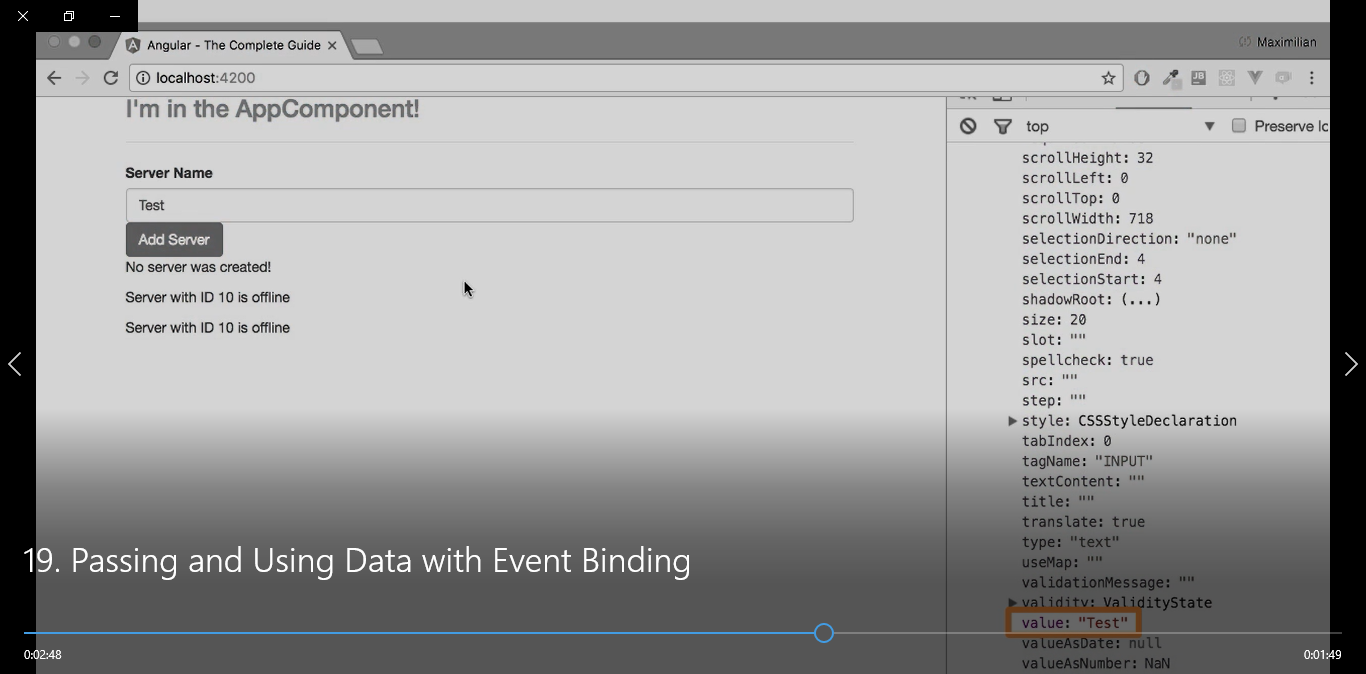 Angular - The Complete Guide
Maximilian
localhost:4200
I'm in the AppComponent!
Server Name
Test
Add Server
No server was created!
Server with ID 10 is offline
Server with ID 10 is offline
top
Preserve lo
scrollHeight: 32
scrollLeft: 0
scrollTop: 0
scrollWidth: 718
selectionDirection: "none"
selectionEnd: 4
selectionStart: 4
shadowRoot: (...)
size: 20
slot: ""
spellcheck: true
src: ""
step: ""
style: CSSStyleDeclaration
tabIndex: 0
tagName: "INPUT"
textContent: ""
title: ""
translate: true
type: "text"
useMap: ""
validationMessage: ""
validity: ValidityState
value: "Test"
valueAsDate: null
valueAsNumber: NaN
19. Passing and Using Data with Event Binding
0:02:48
0:01:49